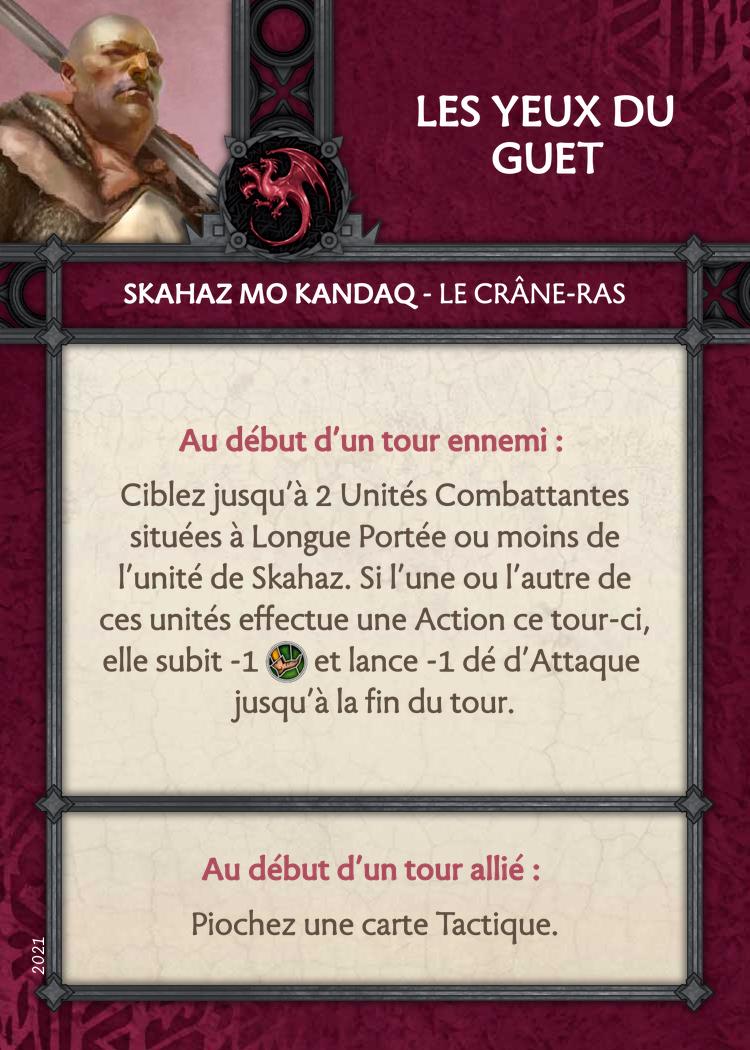 LES YEUX DU
GUET
SKAHAZ MO KANDAQ - LE CRÂNE-RAS
Au début d'un tour ennemi :
Ciblez jusqu'à 2 Unités Combattantes
situées à Longue Portée ou moins de
l'unité de Skahaz. Si l'une ou l'autre de
ces unités effectue une Action ce tour-ci,
elle subit -1 et lance -1 dé d'Attaque
jusqu'à la fin du tour.
Au début d'un tour allié :
Piochez une carte Tactique.
2021